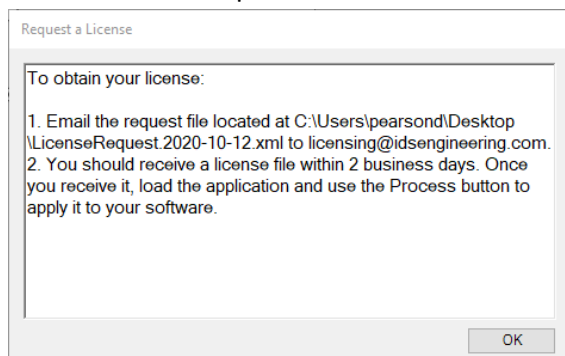 Request a License
To obtain your license:
1. Email the request file located at C:\Users\pearsond\Desktop
\LicenseRequest.2020-10-12.xml to licensing@idsengineering.com.
2. You should receive a license file within 2 business days. Once
you receive it, load the application and use the Process button to
apply it to your software.
OK